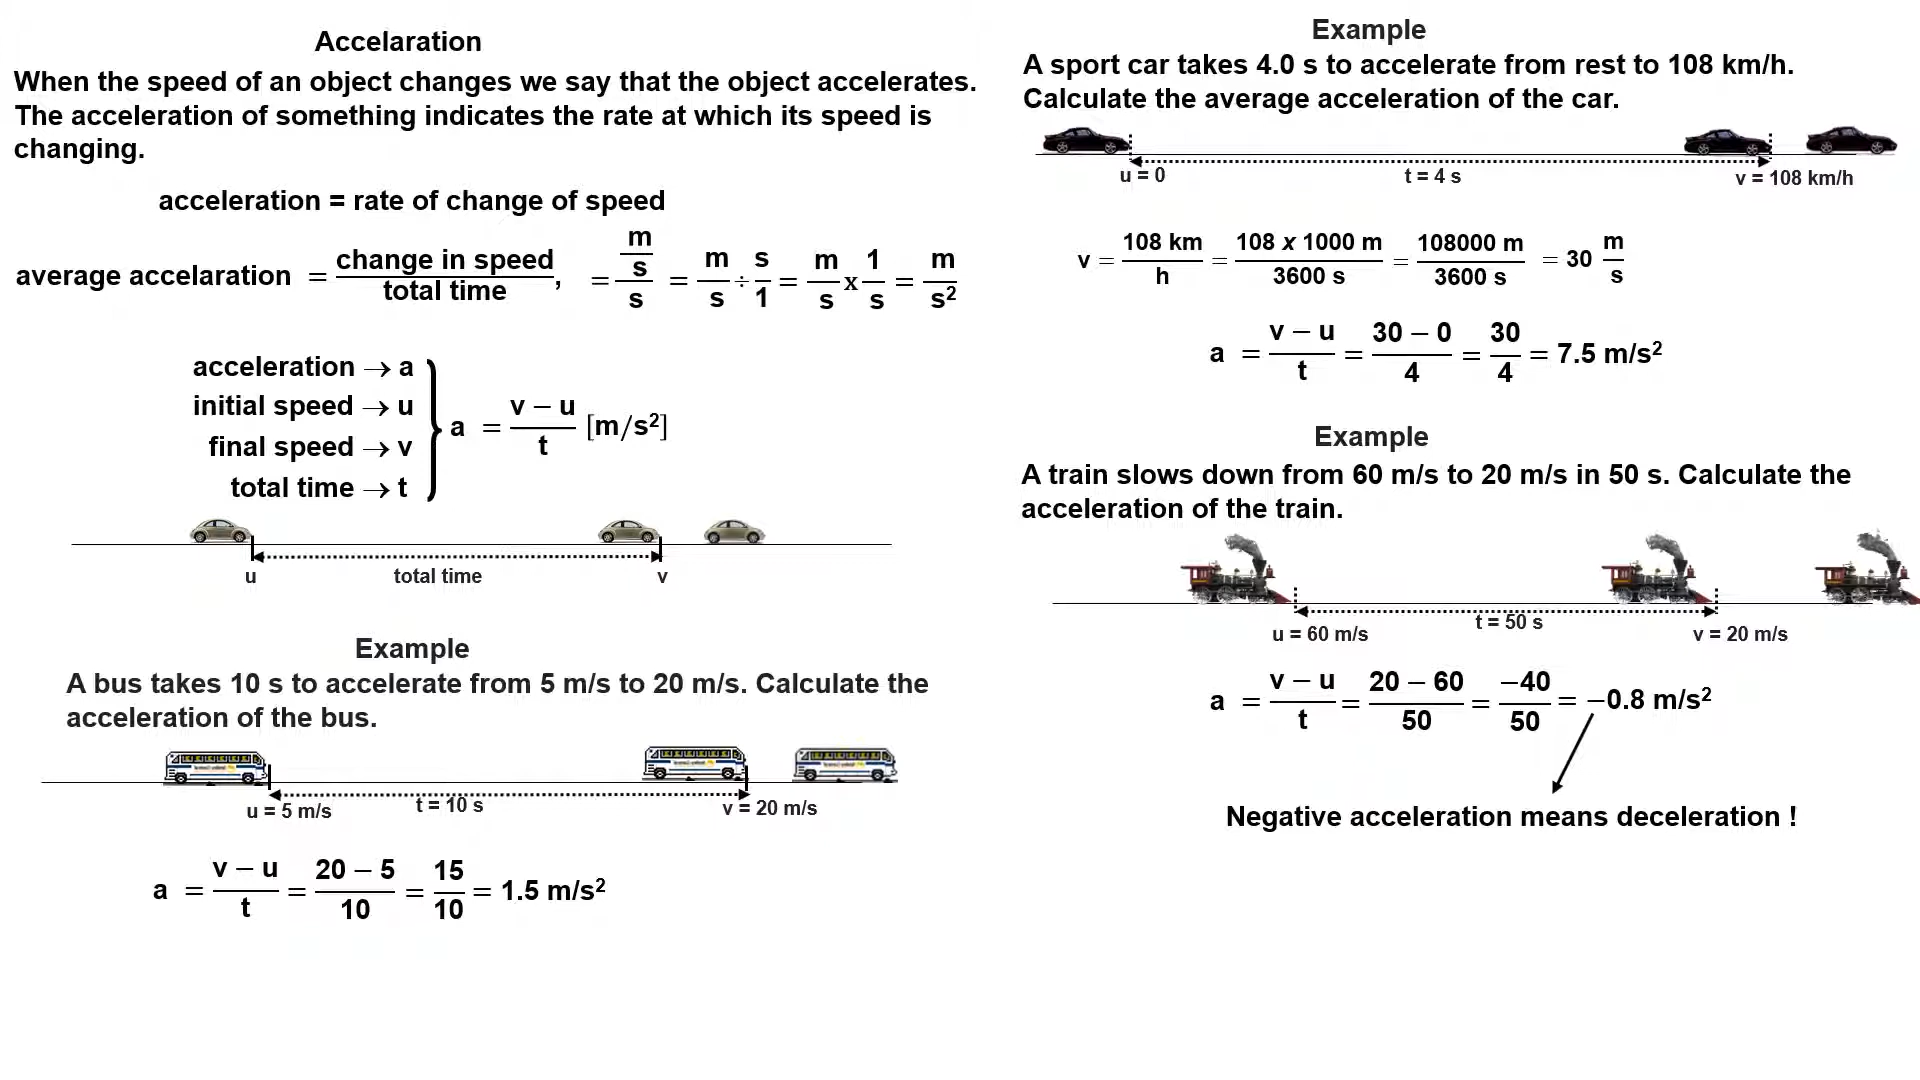 Accelaration
When the speed of an object changes we say that the object accelerates.
The acceleration of something indicates the rate at which its speed is
changing.
acceleration = rate of change of speed
average accelaration = change in speed / total time, = m/s / s = m/s ÷ s/1 = m/s x 1/s = m/s²
acceleration → a
initial speed → u
final speed → v
total time → t
a = v – u / t [m/s²]
u total time v
Example
A bus takes 10 s to accelerate from 5 m/s to 20 m/s. Calculate the
acceleration of the bus.
u = 5 m/s t = 10 s v = 20 m/s
a = v – u / t = 20 – 5 / 10 = 15 / 10 = 1.5 m/s²
Example
A sport car takes 4.0 s to accelerate from rest to 108 km/h.
Calculate the average acceleration of the car.
u = 0 t = 4 s v = 108 km/h
v = 108 km / h = 108 x 1000 m / 3600 s = 108000 m / 3600 s = 30 m / s
a = v – u / t = 30 – 0 / 4 = 30 / 4 = 7.5 m/s²
Example
A train slows down from 60 m/s to 20 m/s in 50 s. Calculate the
acceleration of the train.
u = 60 m/s t = 50 s v = 20 m/s
a = v – u / t = 20 – 60 / 50 = –40 / 50 = –0.8 m/s²
Negative acceleration means deceleration !